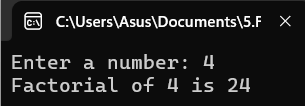 C:\Users\Asus\Documents\5.F
Enter a number: 4
Factorial of 4 is 24